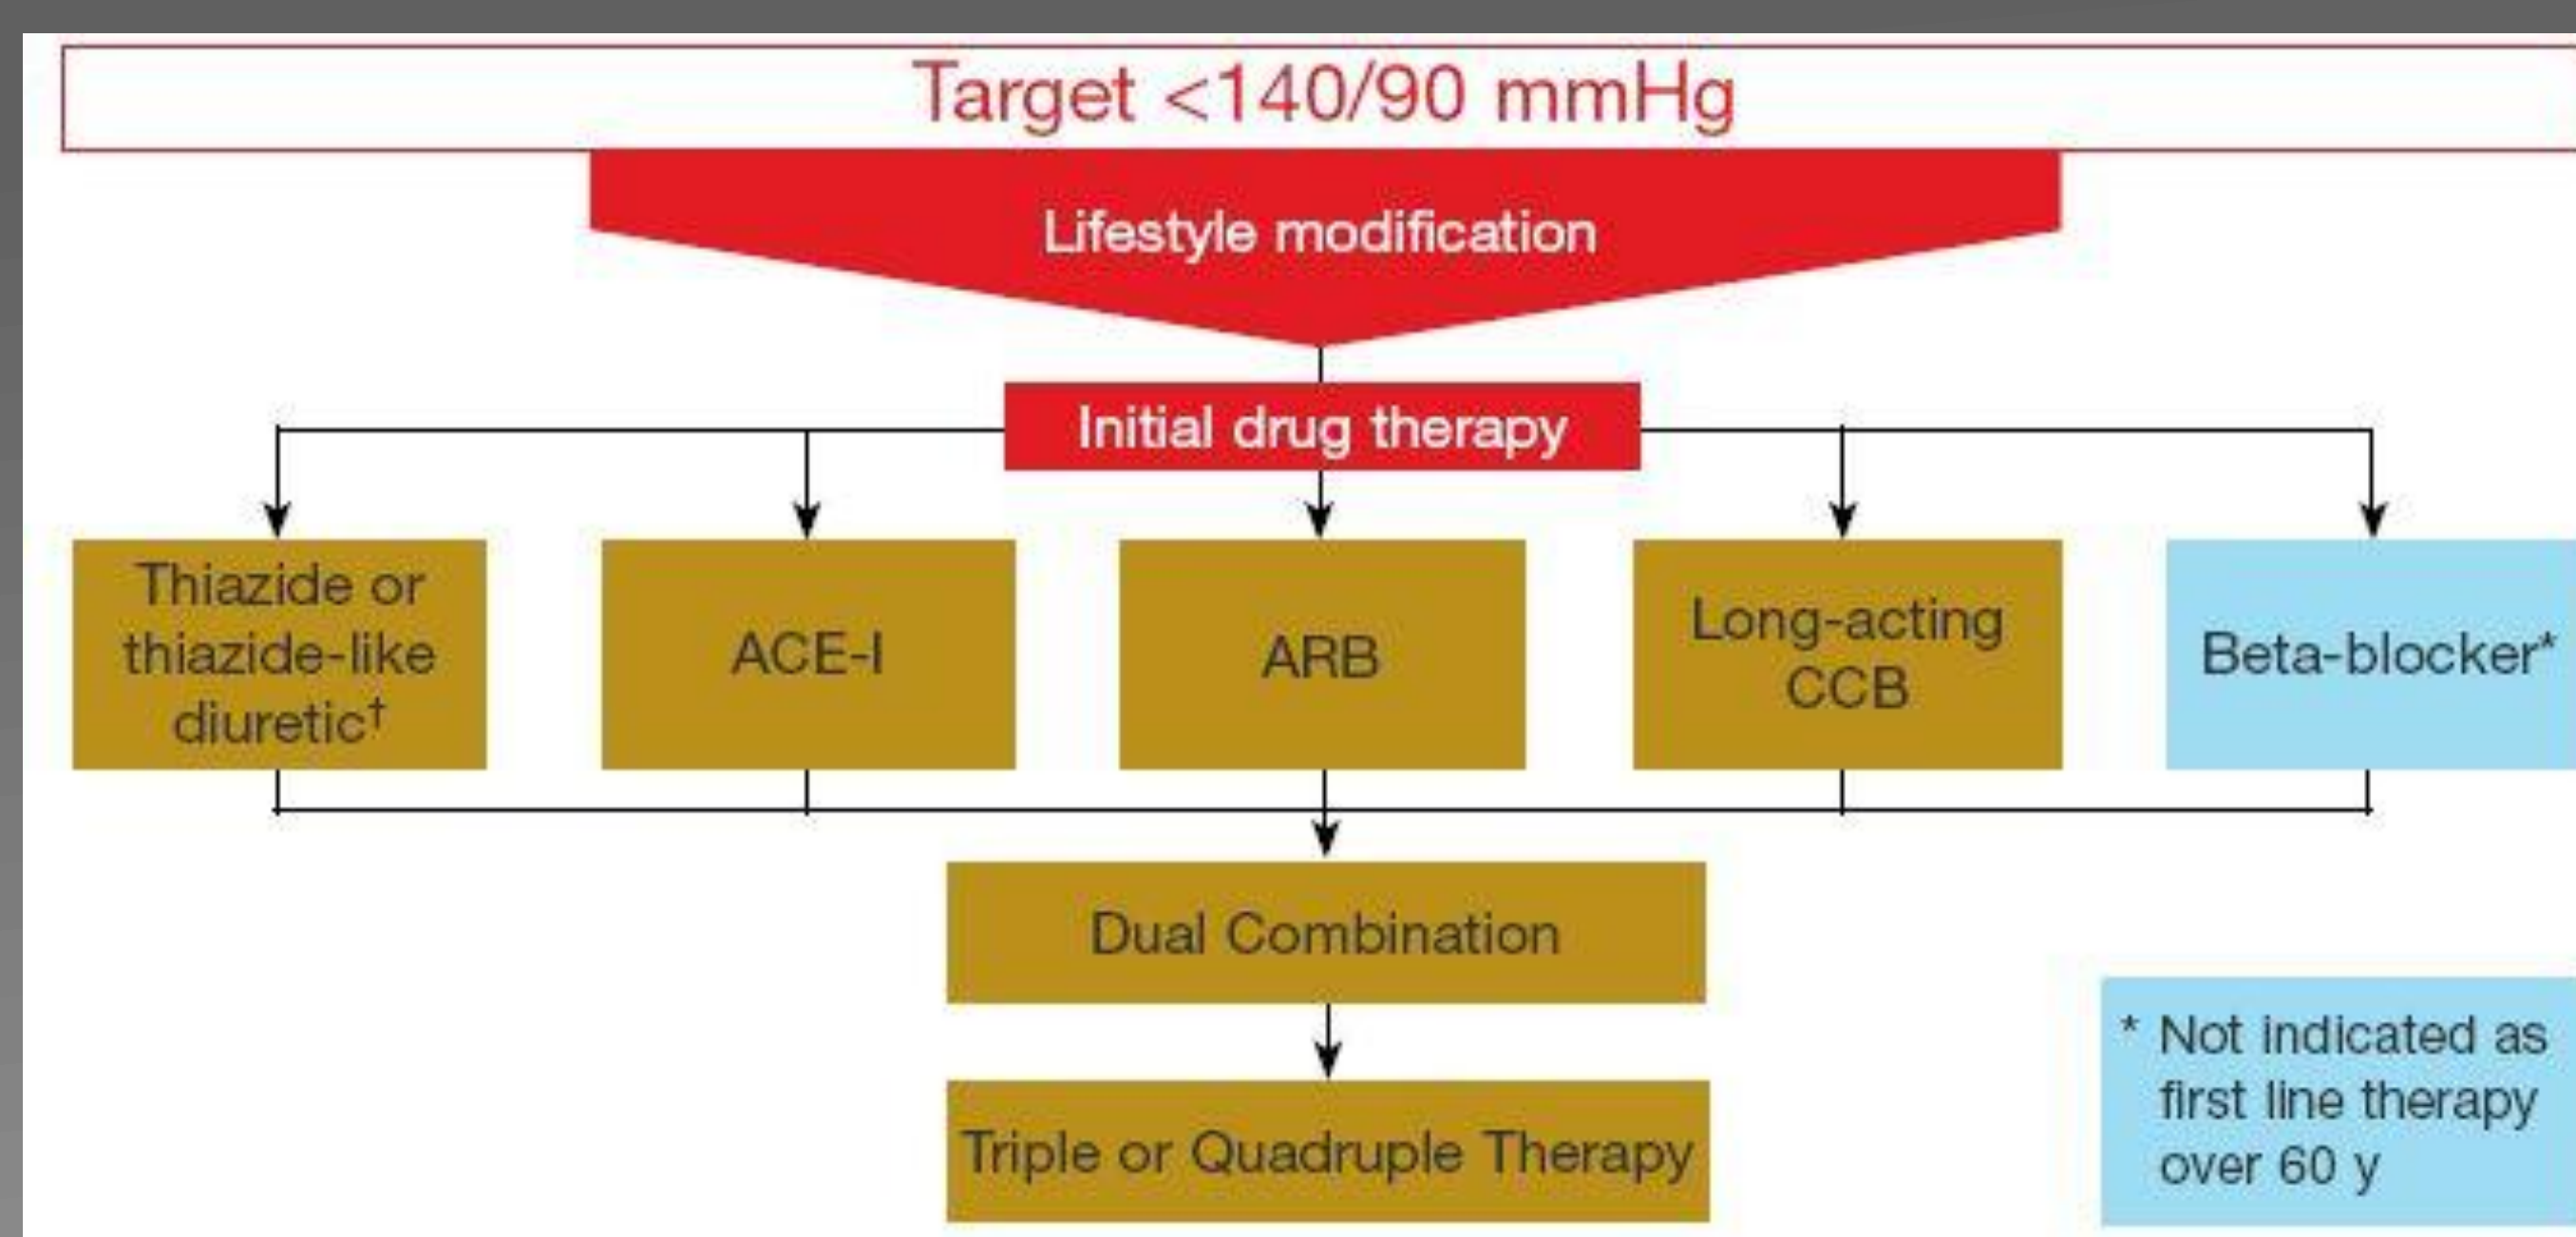 Target <140/90 mmHg
Lifestyle modification
Initial drug therapy
Thiazide or
thiazide-like
diuretic†
ACE-I
ARB
Long-acting
CCB
Beta-blocker*
Dual Combination
Triple or Quadruple Therapy
* Not indicated as
first line therapy
over 60 y